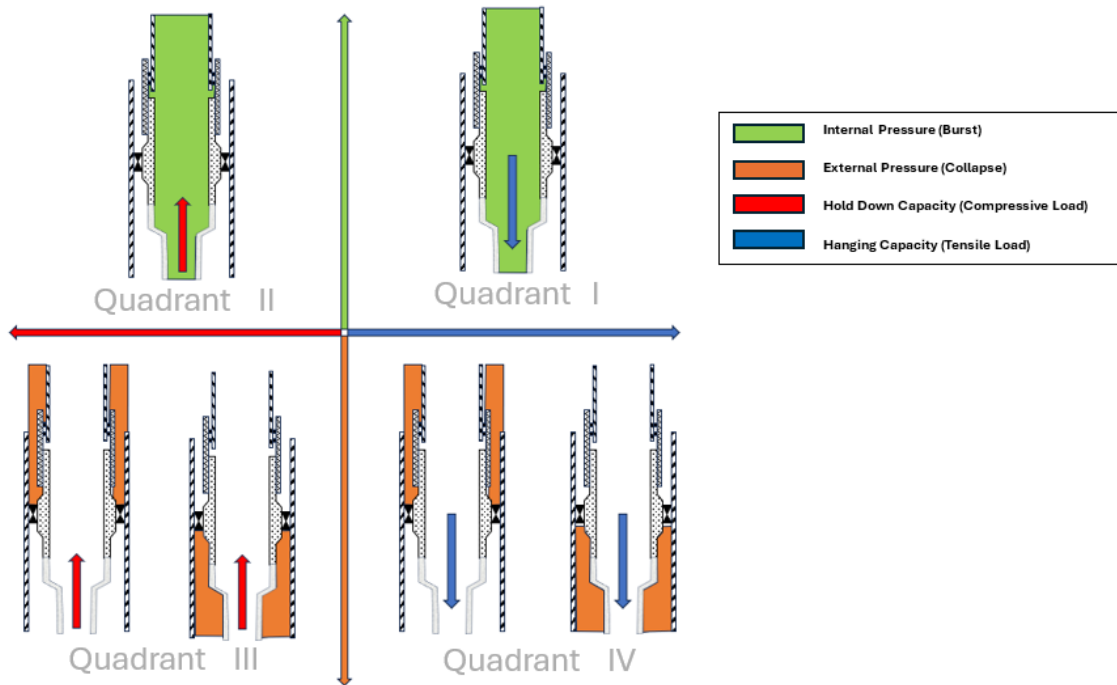 Internal Pressure (Burst)
External Pressure (Collapse)
Hold Down Capacity (Compressive Load)
Hanging Capacity (Tensile Load)
Quadrant II
Quadrant I
Quadrant III
Quadrant IV